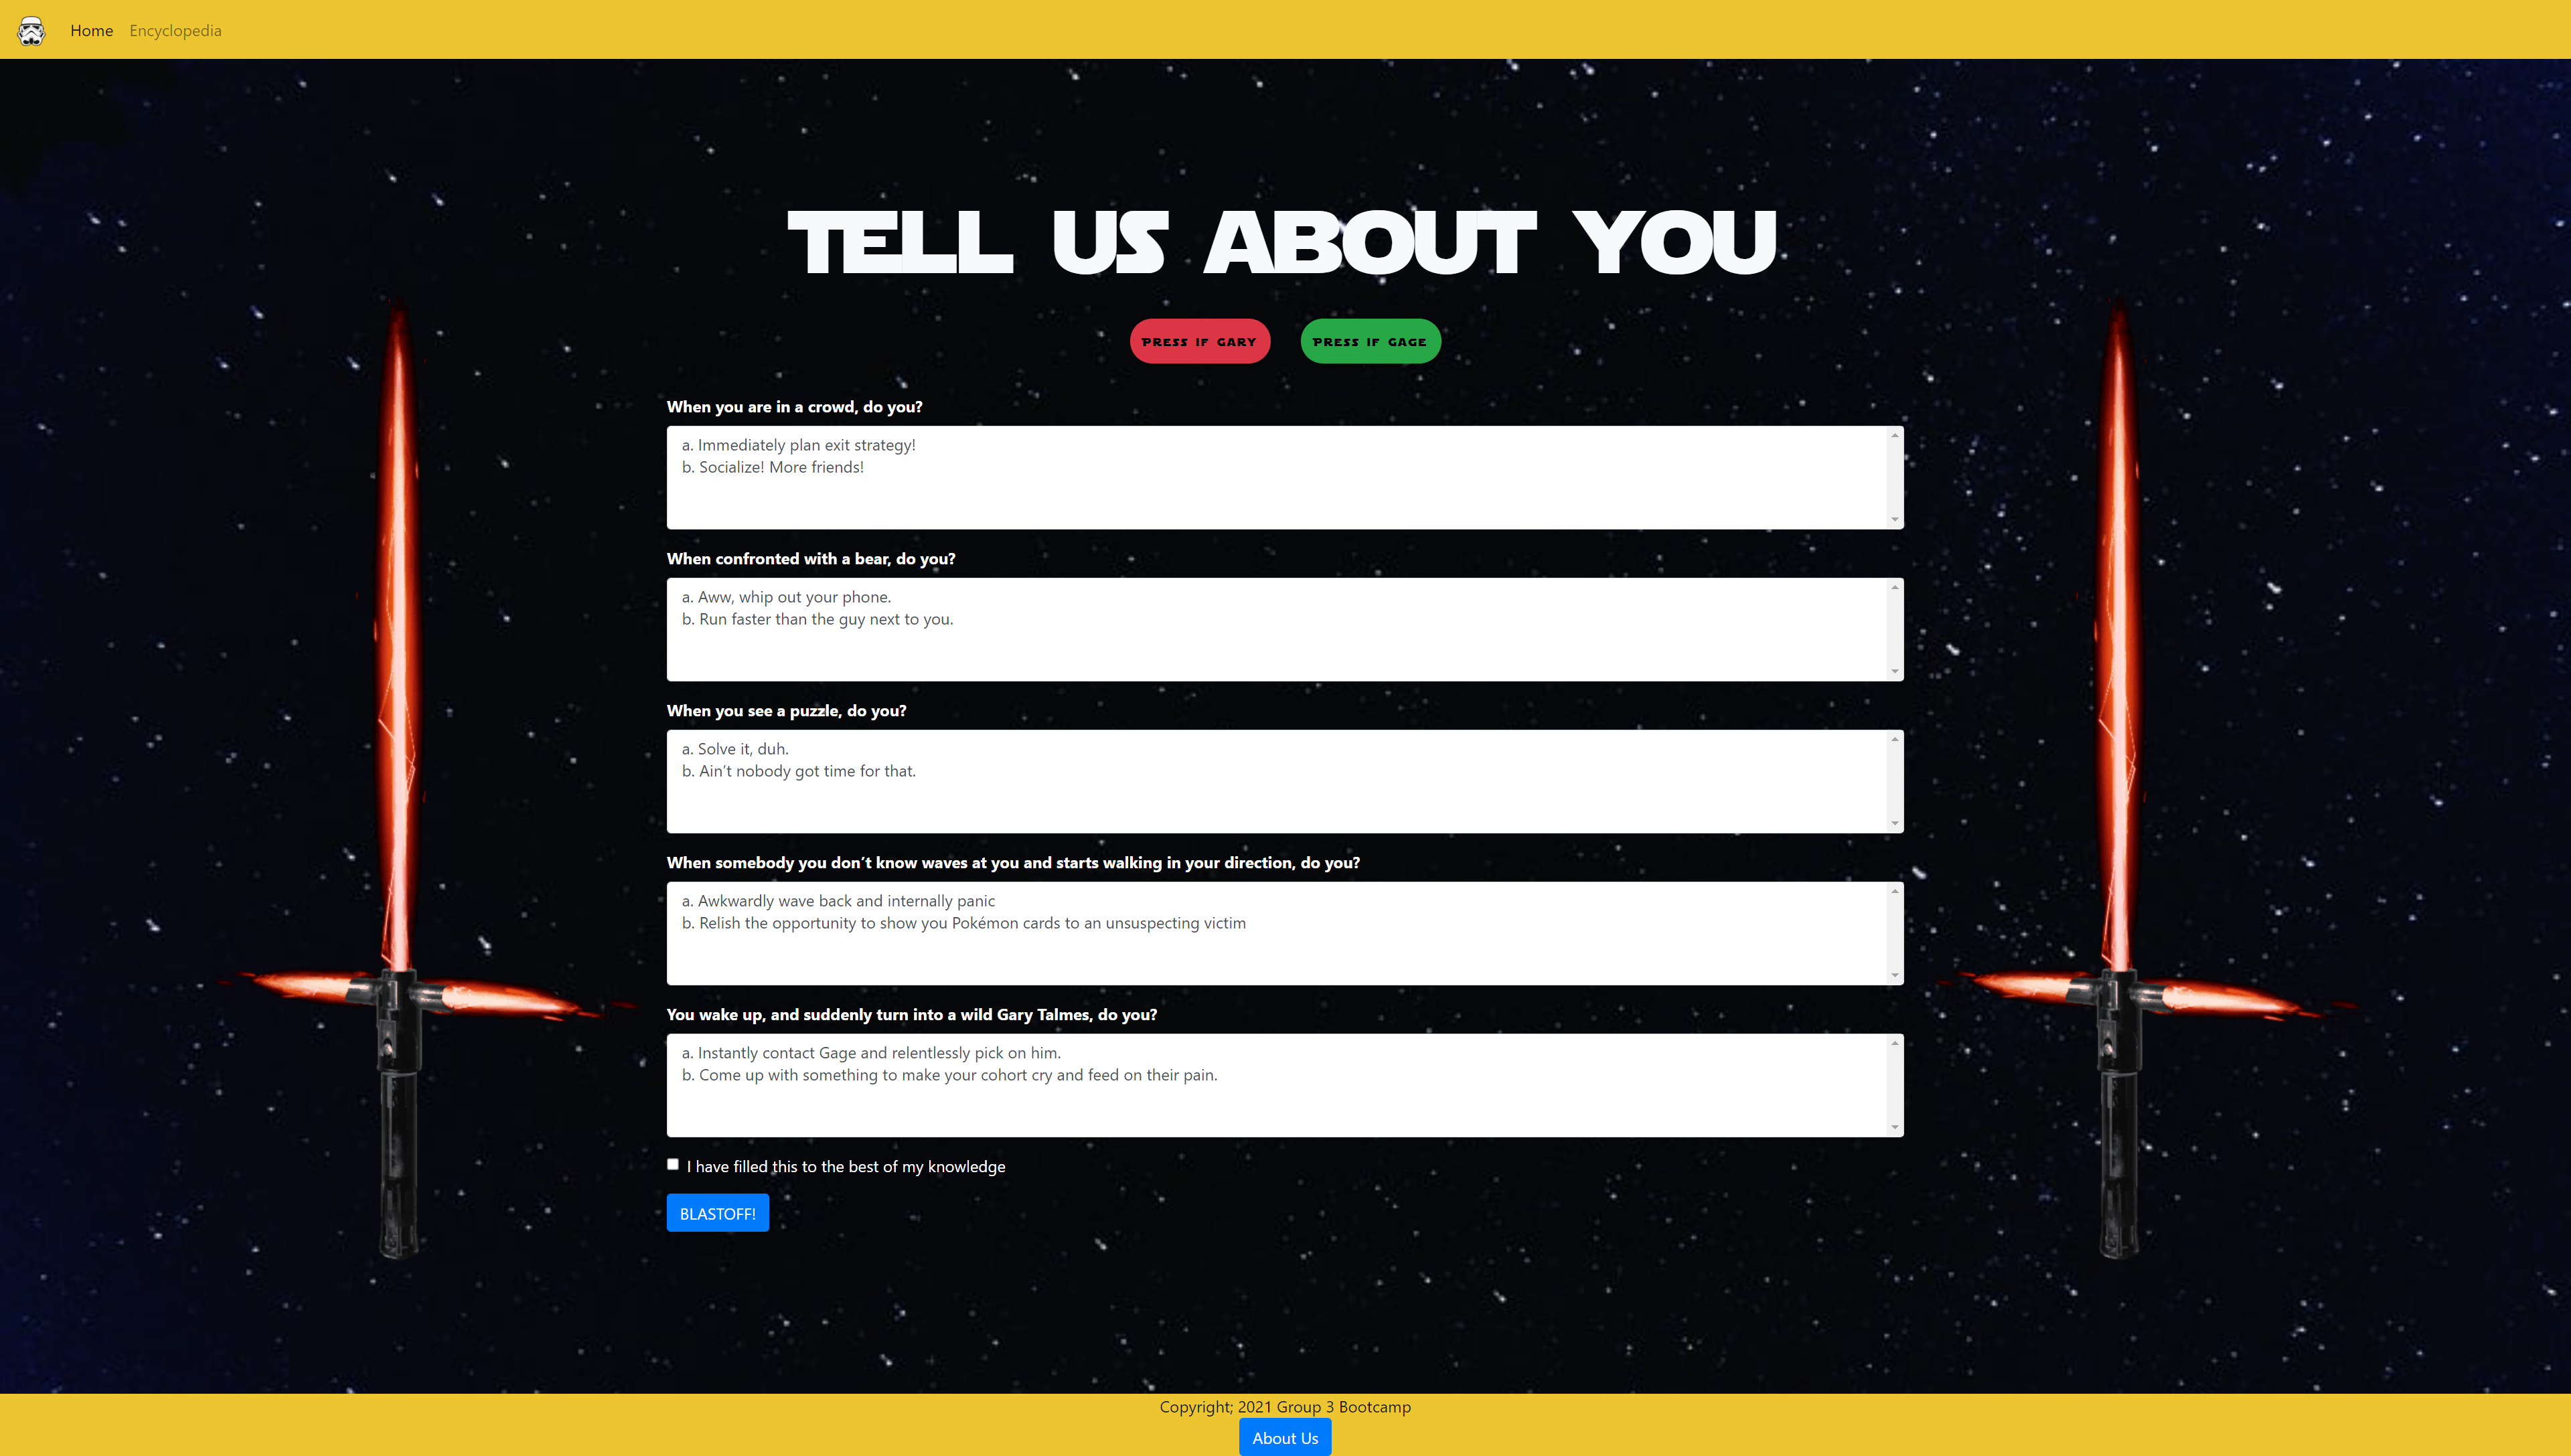 Home Encyclopedia
TELL US ABOUT YOU
PRESS IF GARY PRESS IF GAGE
When you are in a crowd, do you?
a. Immediately plan exit strategy!
b. Socialize! More friends!
When confronted with a bear, do you?
a. Aww, whip out your phone.
b. Run faster than the guy next to you.
When you see a puzzle, do you?
a. Solve it, duh.
b. Ain’t nobody got time for that.
When somebody you don’t know waves at you and starts walking in your direction, do you?
a. Awkwardly wave back and internally panic
b. Relish the opportunity to show you Pokémon cards to an unsuspecting victim
You wake up, and suddenly turn into a wild Gary Talmes, do you?
a. Instantly contact Gage and relentlessly pick on him.
b. Come up with something to make your cohort cry and feed on their pain.
I have filled this to the best of my knowledge
BLASTOFF!
Copyright; 2021 Group 3 Bootcamp
About Us